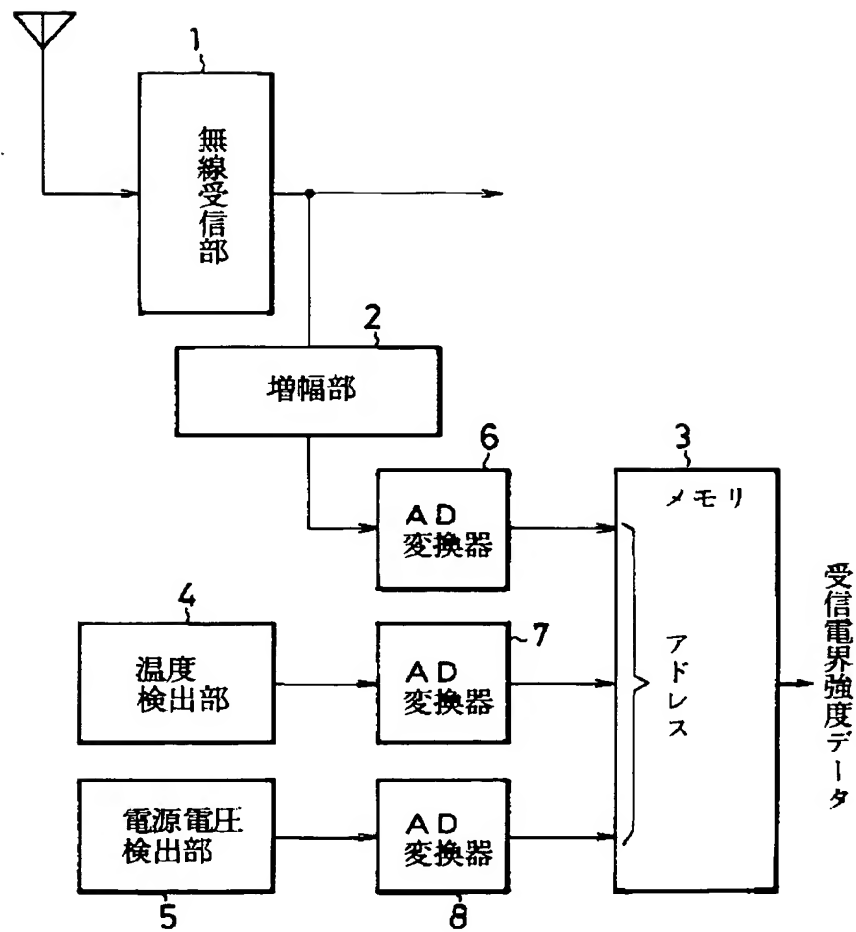 1
無線受信部
2
増幅部
6
AD
変換器
3
メモリ
アドレス
受信電界強度データ
4
温度
検出部
7
AD
変換器
電源電圧
検出部
5
AD
変換器
8